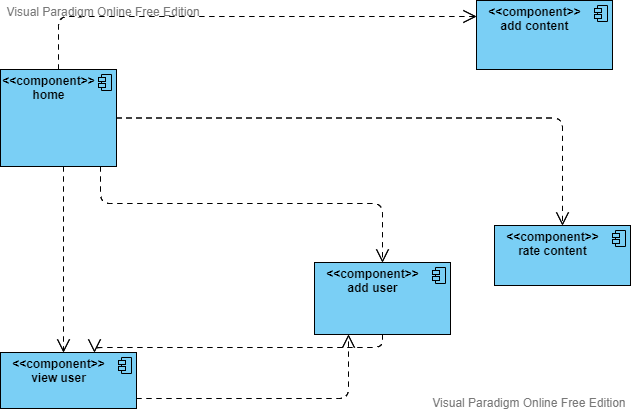 Visual Paradigm Online Free Edition
<<component>>
add content
<<component>>
home
<<component>>
rate content
<<component>>
add user
<<component>>
view user
Visual Paradigm Online Free Edition